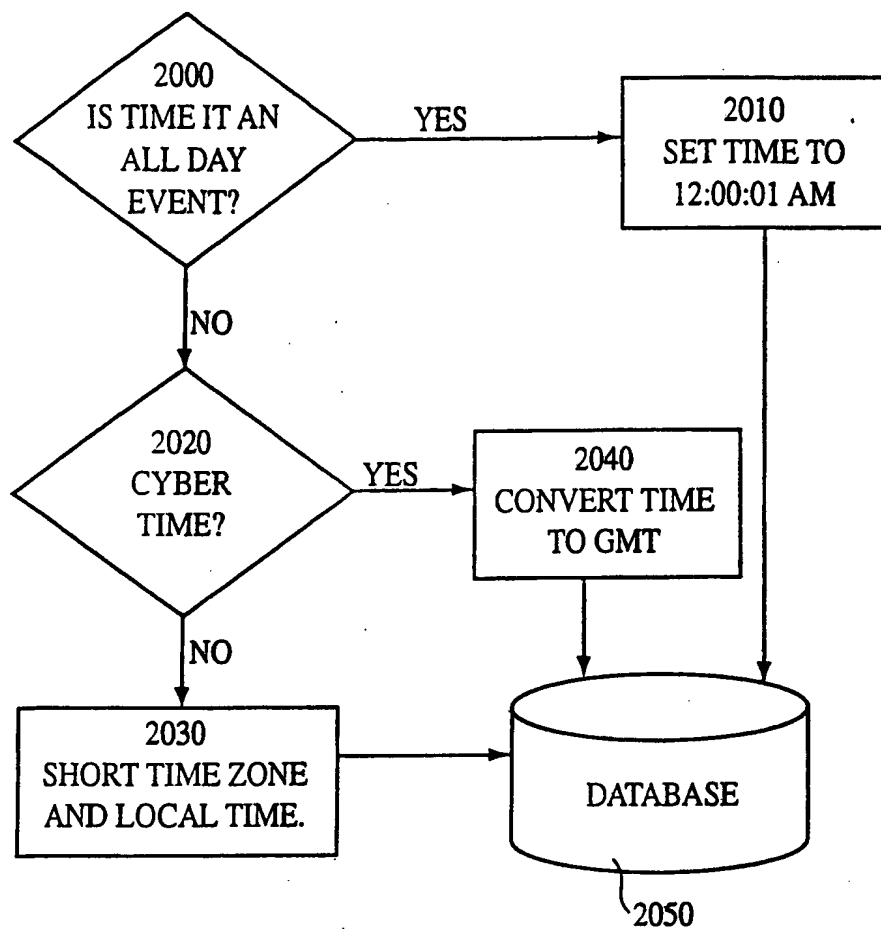 2000
IS TIME IT AN
ALL DAY
EVENT?
YES
2010
SET TIME TO
12:00:01 AM
NO
2020
CYBER
TIME?
YES
2040
CONVERT TIME
TO GMT
NO
2030
SHORT TIME ZONE
AND LOCAL TIME.
DATABASE
2050